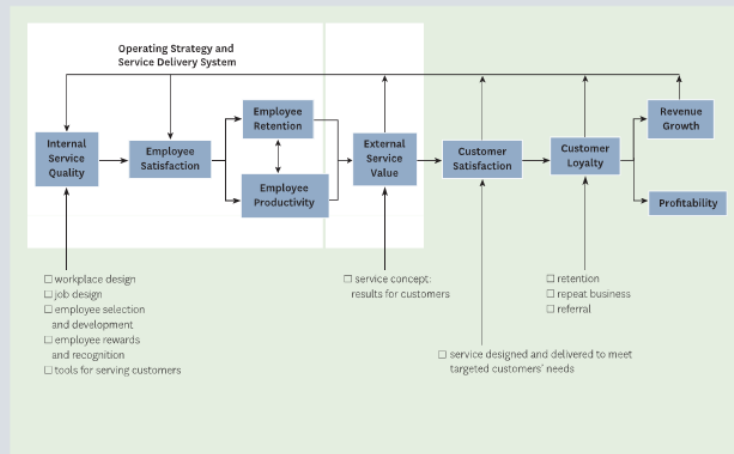 Operating Strategy and
Service Delivery System
Internal
Service
Quality
Employee
Satisfaction
Employee
Retention
Employee
Productivity
External
Service
Value
Customer
Satisfaction
Customer
Loyalty
Revenue
Growth
Profitability
☐ workplace design
☐ job design
☐ employee selection
and development
☐ employee rewards
and recognition
☐ tools for serving customers
☐ service concept:
results for customers
☐ service designed and delivered to meet
targeted customers' needs
☐ retention
☐ repeat business
☐ referral